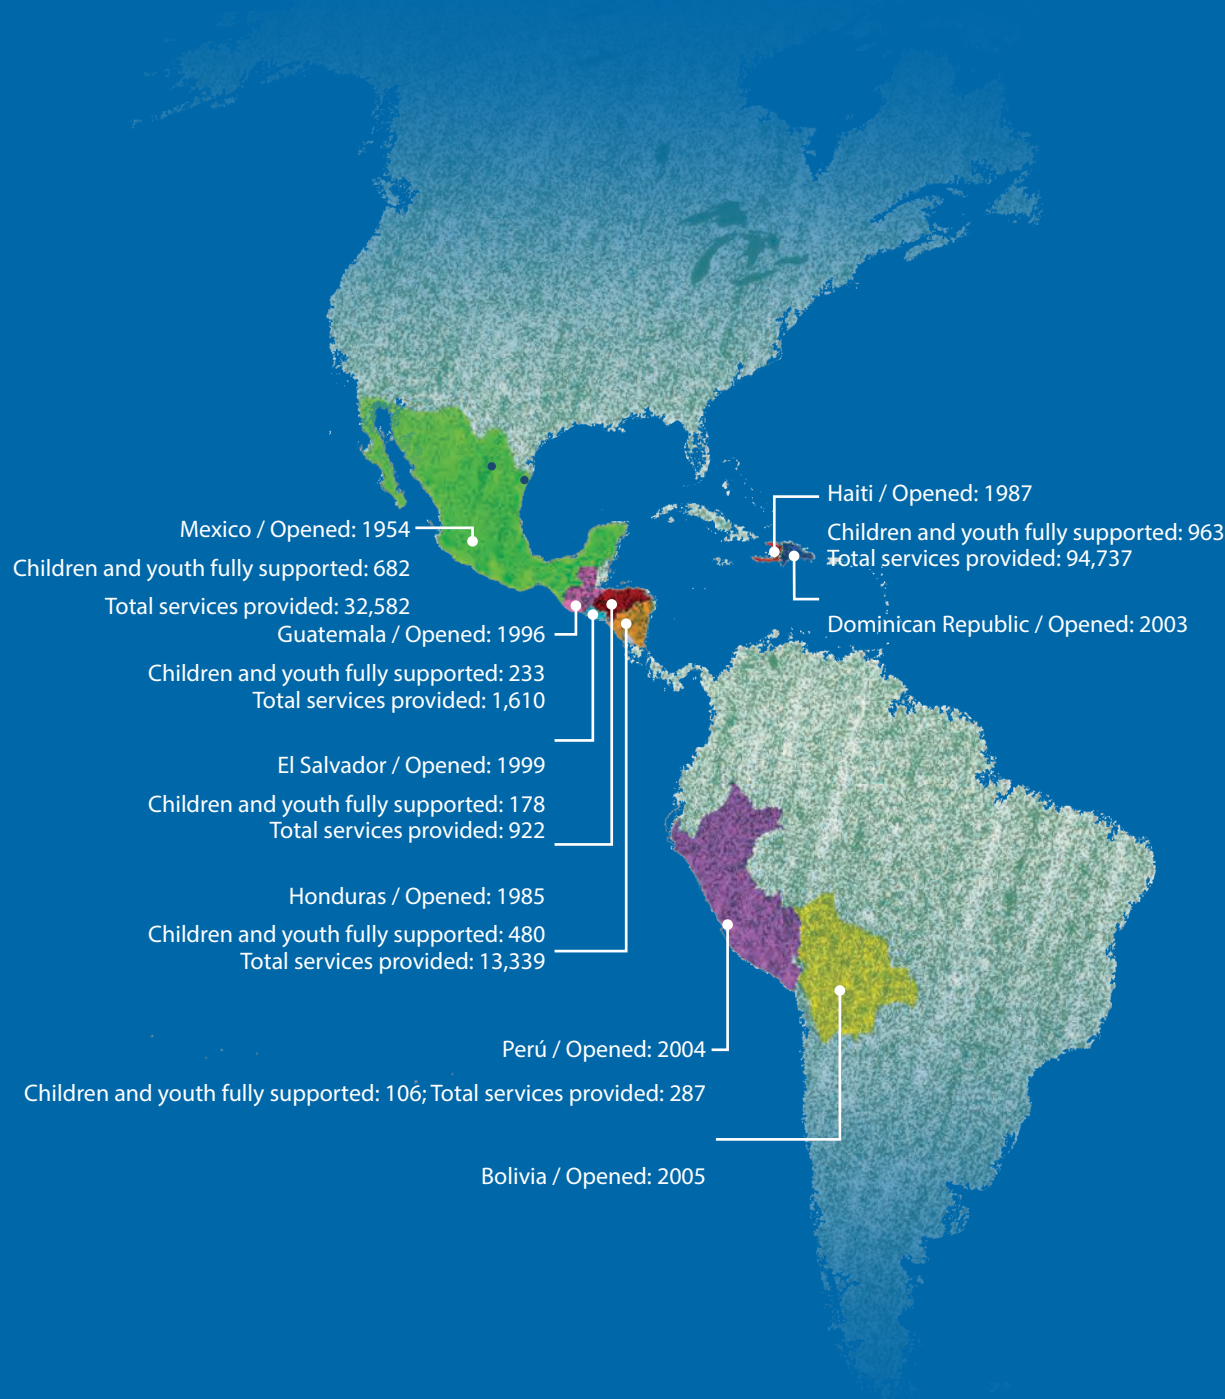 Mexico / Opened: 1954
Children and youth fully supported: 682
Total services provided: 32,582
Guatemala / Opened: 1996
Children and youth fully supported: 233
Total services provided: 1,610
El Salvador / Opened: 1999
Children and youth fully supported: 178
Total services provided: 922
Honduras / Opened: 1985
Children and youth fully supported: 480
Total services provided: 13,339
Haiti / Opened: 1987
Children and youth fully supported: 963
Total services provided: 94,737
Dominican Republic / Opened: 2003
Perú / Opened: 2004
Children and youth fully supported: 106; Total services provided: 287
Bolivia / Opened: 2005